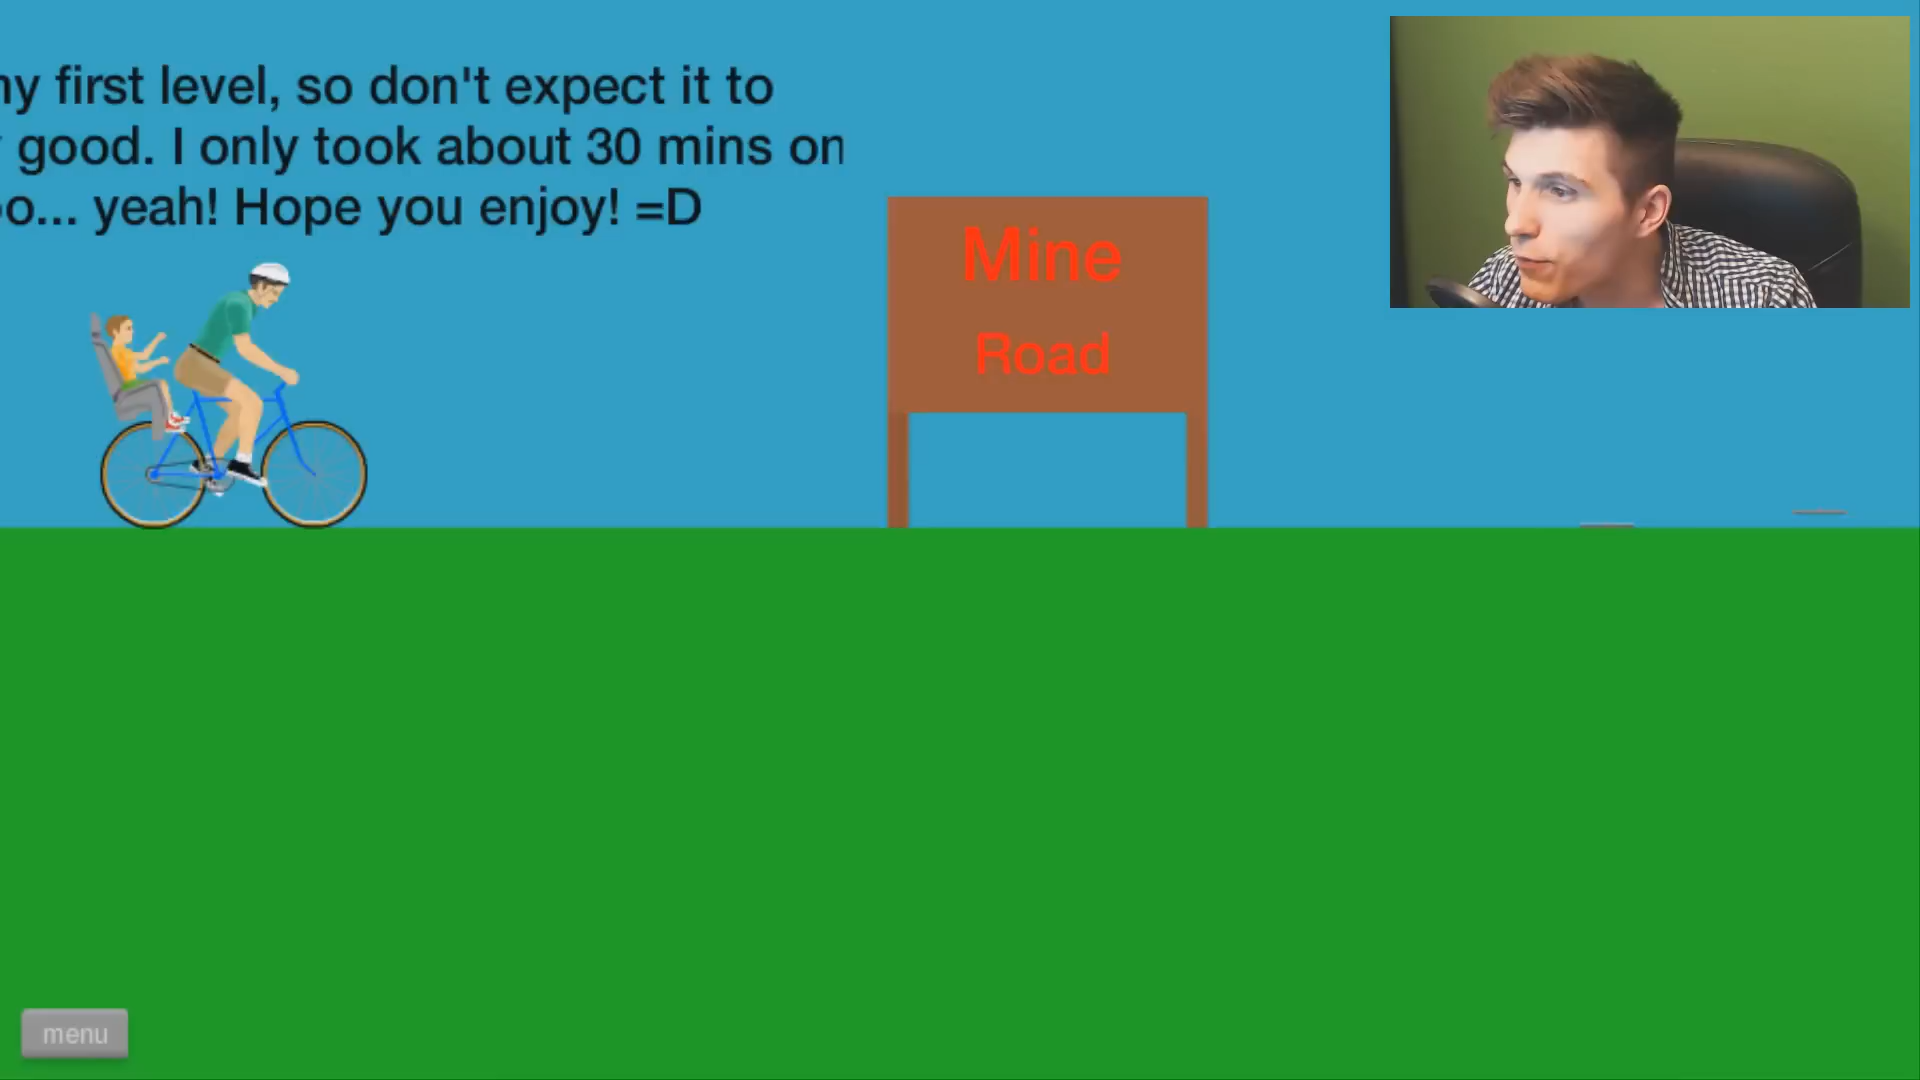 first level, so don't expect it to
good. I only took about 30 mins on
yeah! Hope you enjoy! =D
Mine
Road
menu